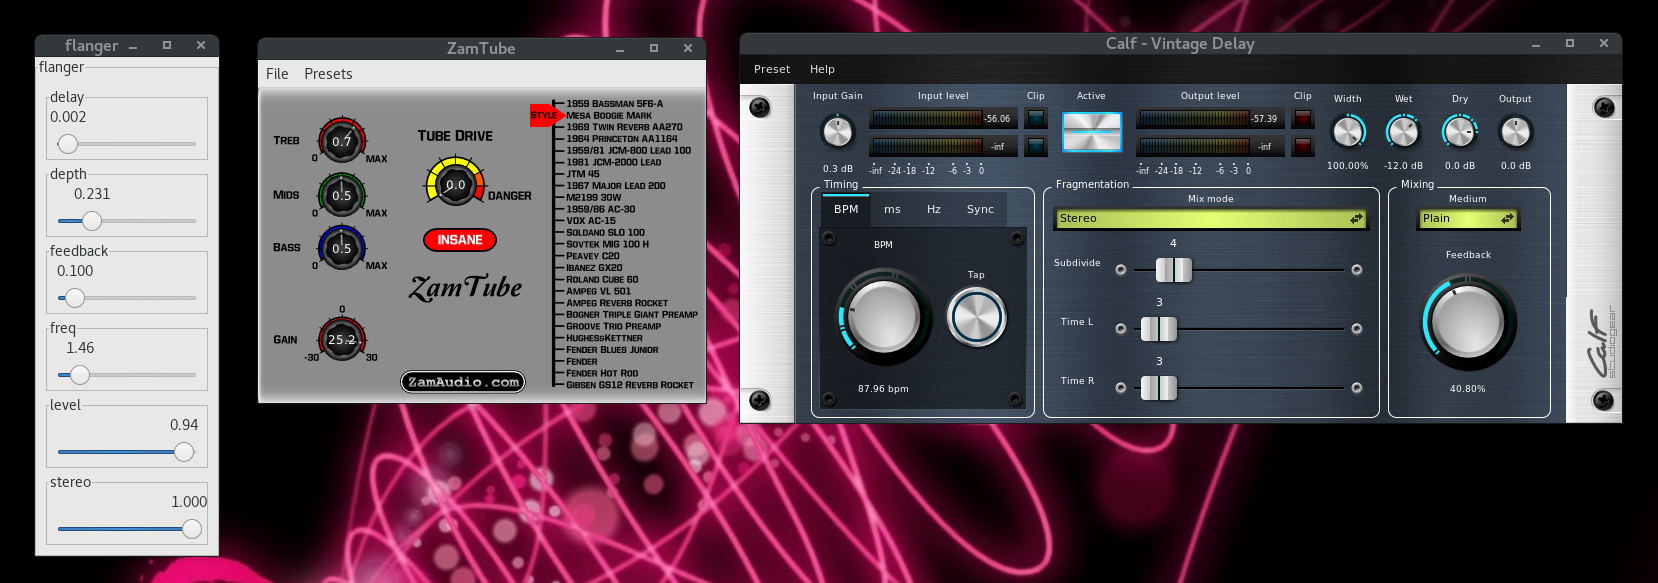 flanger
flanger
delay
0.002
depth
0.231
feedback
0.100
freq
1.46
level
0.94
stereo
1.000
ZamTube
File Presets
TREB
0.7
0 MAX
MIDS
0.5
0 MAX
BASS
0.5
0 MAX
GAIN
0
25.2
-30 30
TUBE DRIVE
0.0
DANGER
INSANE
ZamTube
ZamAudio.com
STYLE
1959 BASSMAN 5F6-A
MESA BOOGIE MARK
1969 TWIN REVERB AA270
1964 PRINCETON AA1164
1959/81 JCM-800 LEAD 100
1981 JCM-2000 LEAD
JTM 45
1967 MAJOR LEAD 200
M2199 30W
1959/86 AC-30
VOX AC-15
SOLDANO SLO 100
SOVTEK MIG 100 H
PEAVEY C20
IBANEZ GX20
ROLAND CUBE 60
AMPEG VL 501
AMPEG REVERB ROCKET
BOGNER TRIPLE GIANT PREAMP
GROOVE TRIO PREAMP
HUGHES&KETTNER
FENDER BLUES JUNIOR
FENDER
FENDER HOT ROD
GIBSEN GS12 REVERB ROCKET
Calf - Vintage Delay
Preset Help
Input Gain
0.3 dB
Input level
Clip
-56.06
-inf
-inf -24 -18 -12 -6 -3 0
Active
Output level
Clip
-57.39
-inf
-inf -24 -18 -12 -6 -3 0
Width
100.00%
Wet
-12.0 dB
Dry
0.0 dB
Output
0.0 dB
Timing
BPM ms Hz Sync
BPM
87.96 bpm
Tap
Fragmentation
Mix mode
Stereo
4
Subdivide
3
Time L
3
Time R
Mixing
Medium
Plain
Feedback
40.80%
Calf
studiogear